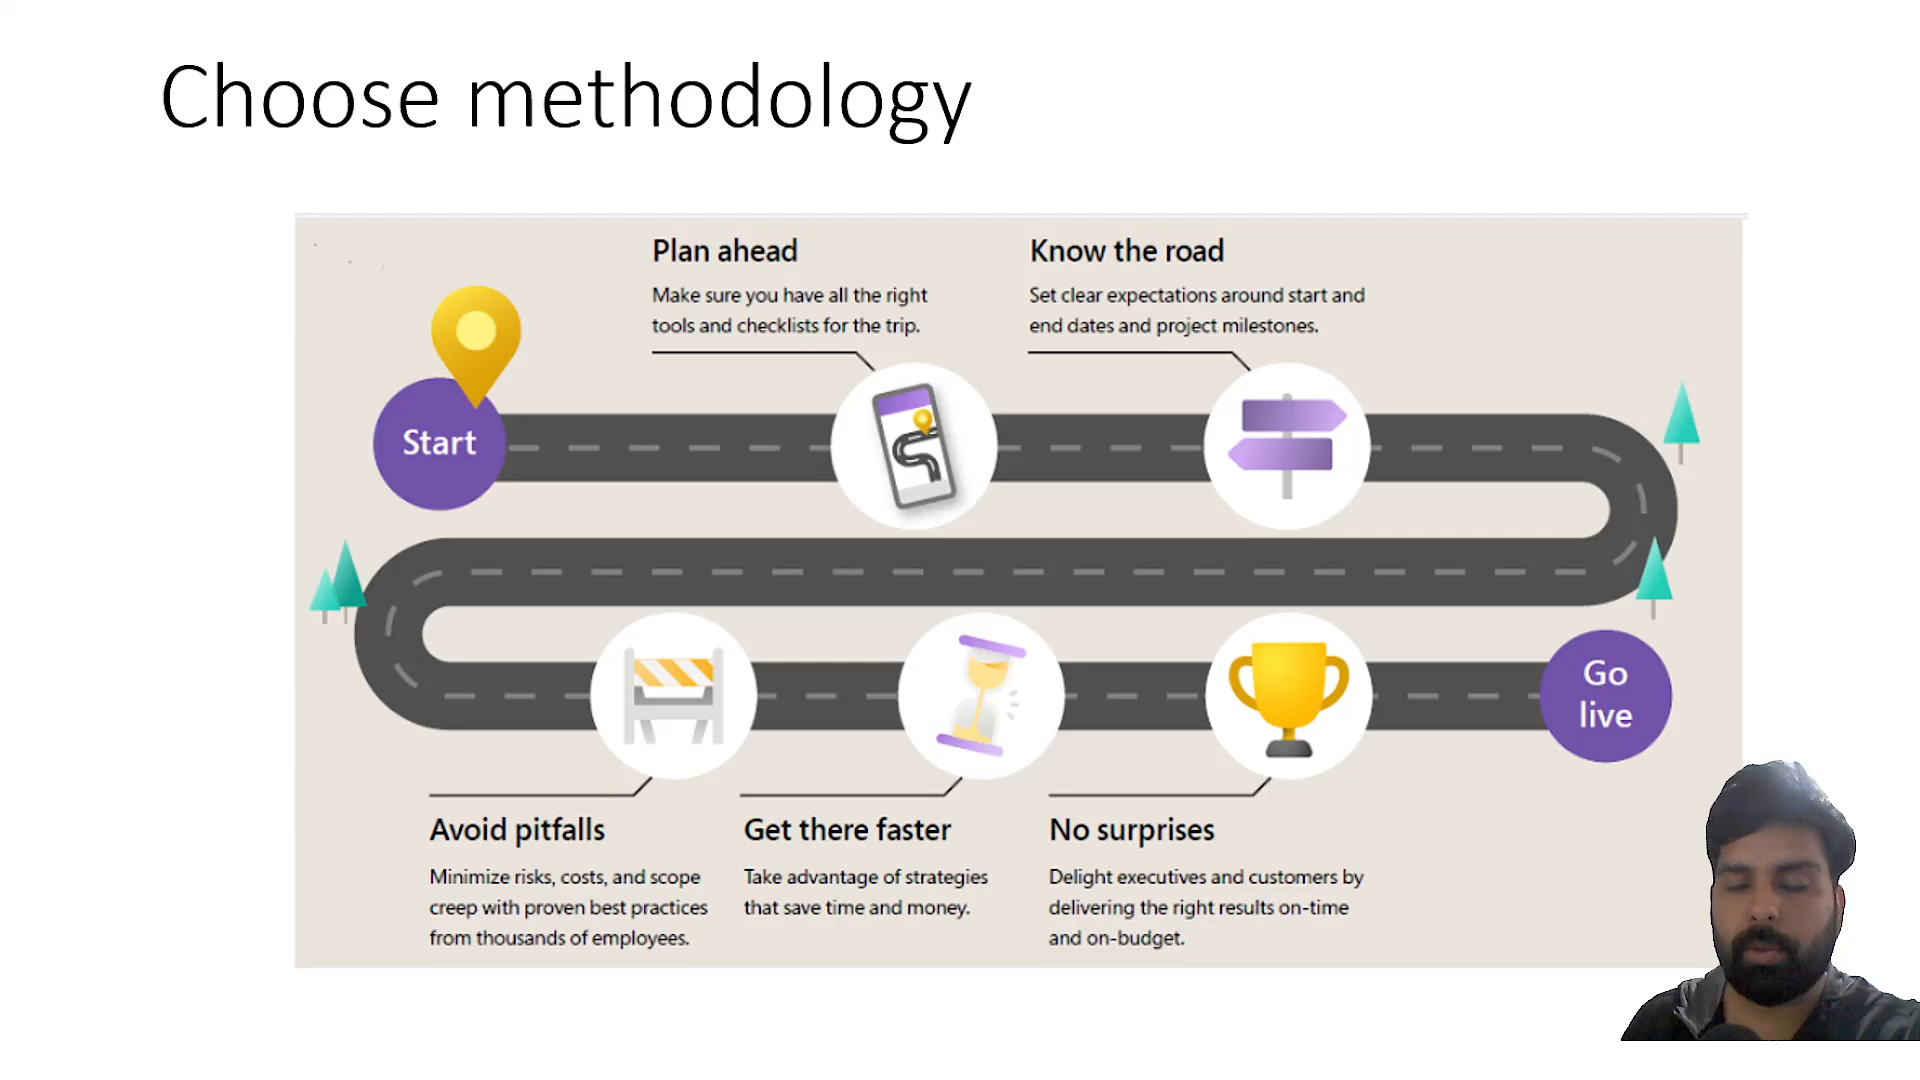 Choose methodology
Plan ahead
Make sure you have all the right
tools and checklists for the trip.
Know the road
Set clear expectations around start and
end dates and project milestones.
Start
Go
live
Avoid pitfalls
Minimize risks, costs, and scope
creep with proven best practices
from thousands of employees.
Get there faster
Take advantage of strategies
that save time and money.
No surprises
Delight executives and customers by
delivering the right results on-time
and on-budget.